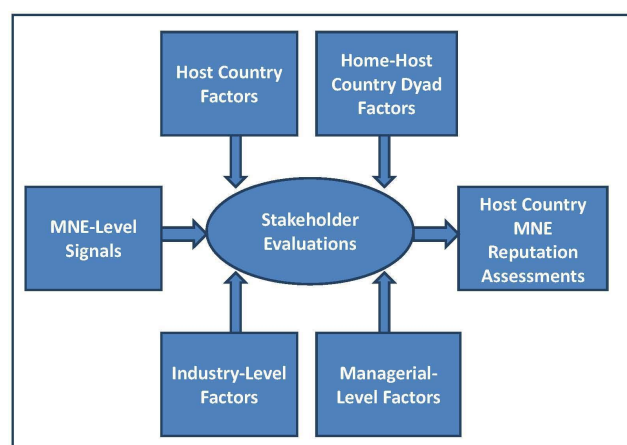 Host Country
Factors
Home-Host
Country Dyad
Factors
MNE-Level
Signals
Stakeholder
Evaluations
Host Country
MNE
Reputation
Assessments
Industry-Level
Factors
Managerial-
Level Factors